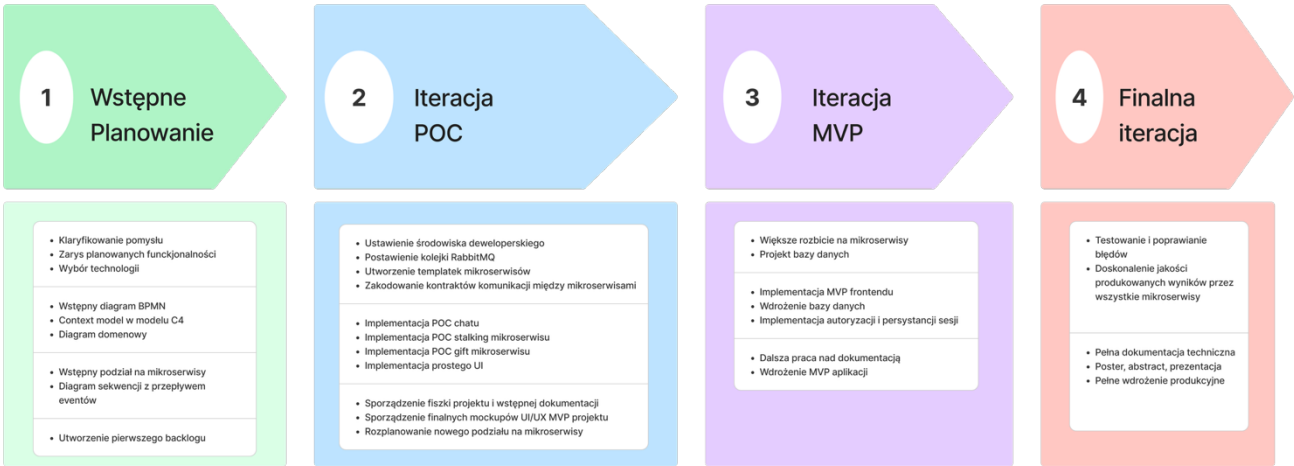 1
Wstępne
Planowanie
2
Iteracja
POC
3
Iteracja
MVP
4
Finalna
iteracja
• Klaryfikowanie pomysłu
• Zarys planowanych funckjonalności
• Wybór technologii
• Wstępny diagram BPMN
• Context model w modelu C4
• Diagram domenowy
• Wstępny podział na mikroserwisy
• Diagram sekwencji z przepływem
eventów
• Utworzenie pierwszego backlogu
• Ustawienie środowiska deweloperskiego
• Postawienie kolejki RabbitMQ
• Utworzenie templatek mikroserwisów
• Zakodowanie kontraktów komunikacji między mikroserwisami
• Implementacja POC chatu
• Implementacja POC stalking mikroserwisu
• Implementacja POC gift mikroserwisu
• Implementacja prostego UI
• Sporządzenie fiszki projektu i wstępnej dokumentacji
• Sporządzenie finalnych mockupów UI/UX MVP projektu
• Rozplanowanie nowego podziału na mikroserwisy
• Większe rozbicie na mikroserwisy
• Projekt bazy danych
• Implementacja MVP frontendu
• Wdrożenie bazy danych
• Implementacja autoryzacji i persystancji sesji
• Dalsza praca nad dokumentacją
• Wdrożenie MVP aplikacji
• Testowanie i poprawianie
błędów
• Doskonalenie jakości
produkowanych wyników przez
wszystkie mikroserwisy
• Pełna dokumentacja techniczna
• Poster, abstract, prezentacja
• Pełne wdrożenie produkcyjne